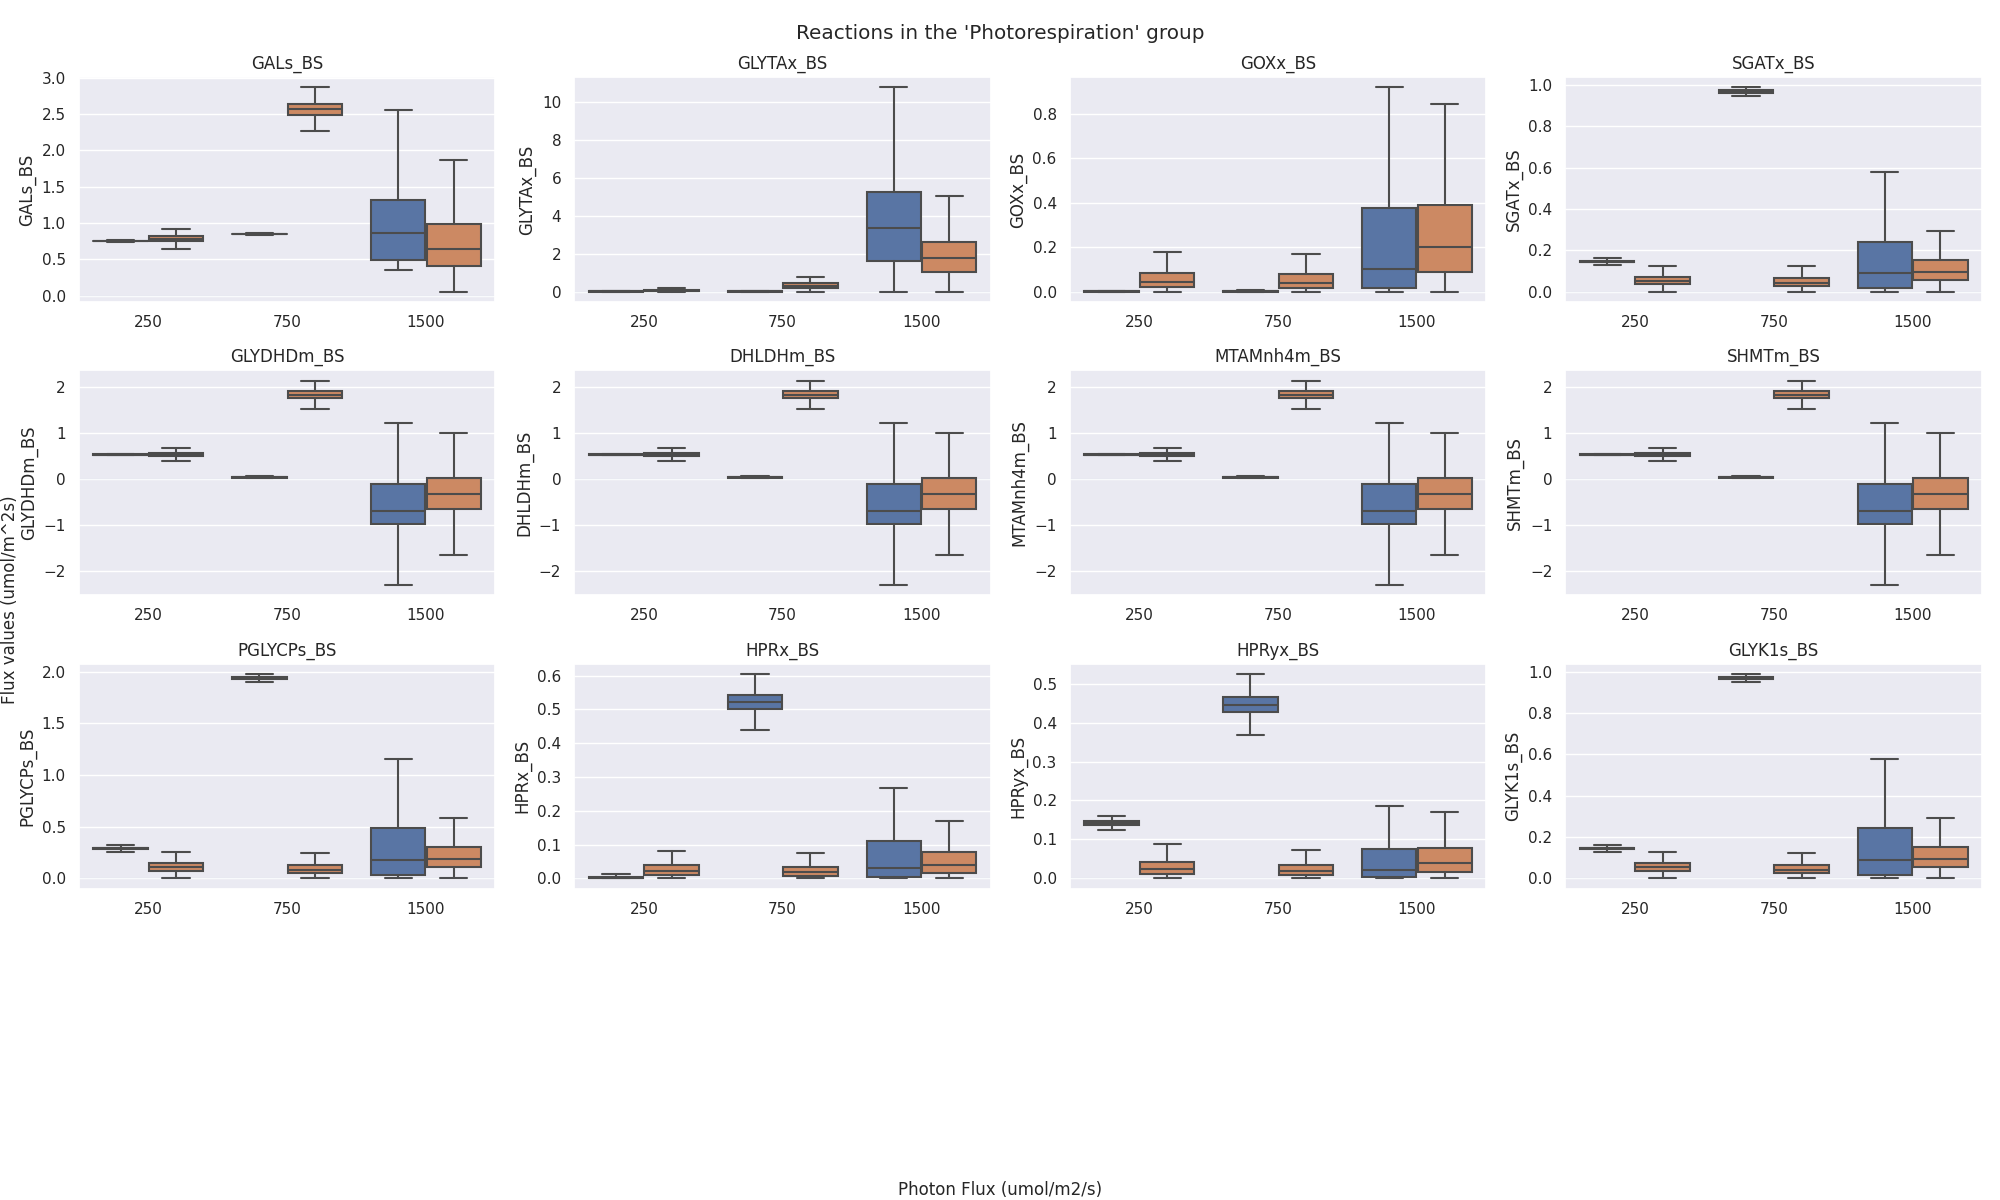 Reactions in the 'Photorespiration' group
GALs_BS
GALs_BS
3.0
2.5
2.0
1.5
1.0
0.5
0.0
250 750 1500
GLYTAx_BS
GLYTAx_BS
10
8
6
4
2
0
250 750 1500
GOXx_BS
GOXx_BS
0.8
0.6
0.4
0.2
0.0
250 750 1500
SGATx_BS
SGATx_BS
1.0
0.8
0.6
0.4
0.2
0.0
250 750 1500
GLYDHDm_BS
GLYDHDm_BS
2
1
0
−1
−2
250 750 1500
DHLDHm_BS
DHLDHm_BS
2
1
0
−1
−2
250 750 1500
MTAMnh4m_BS
MTAMnh4m_BS
2
1
0
−1
−2
250 750 1500
SHMTm_BS
SHMTm_BS
2
1
0
−1
−2
250 750 1500
Flux values (umol/m^2s)
PGLYCPs_BS
PGLYCPs_BS
2.0
1.5
1.0
0.5
0.0
250 750 1500
HPRx_BS
HPRx_BS
0.6
0.5
0.4
0.3
0.2
0.1
0.0
250 750 1500
HPRyx_BS
HPRyx_BS
0.5
0.4
0.3
0.2
0.1
0.0
250 750 1500
GLYK1s_BS
GLYK1s_BS
1.0
0.8
0.6
0.4
0.2
0.0
250 750 1500
Photon Flux (umol/m2/s)